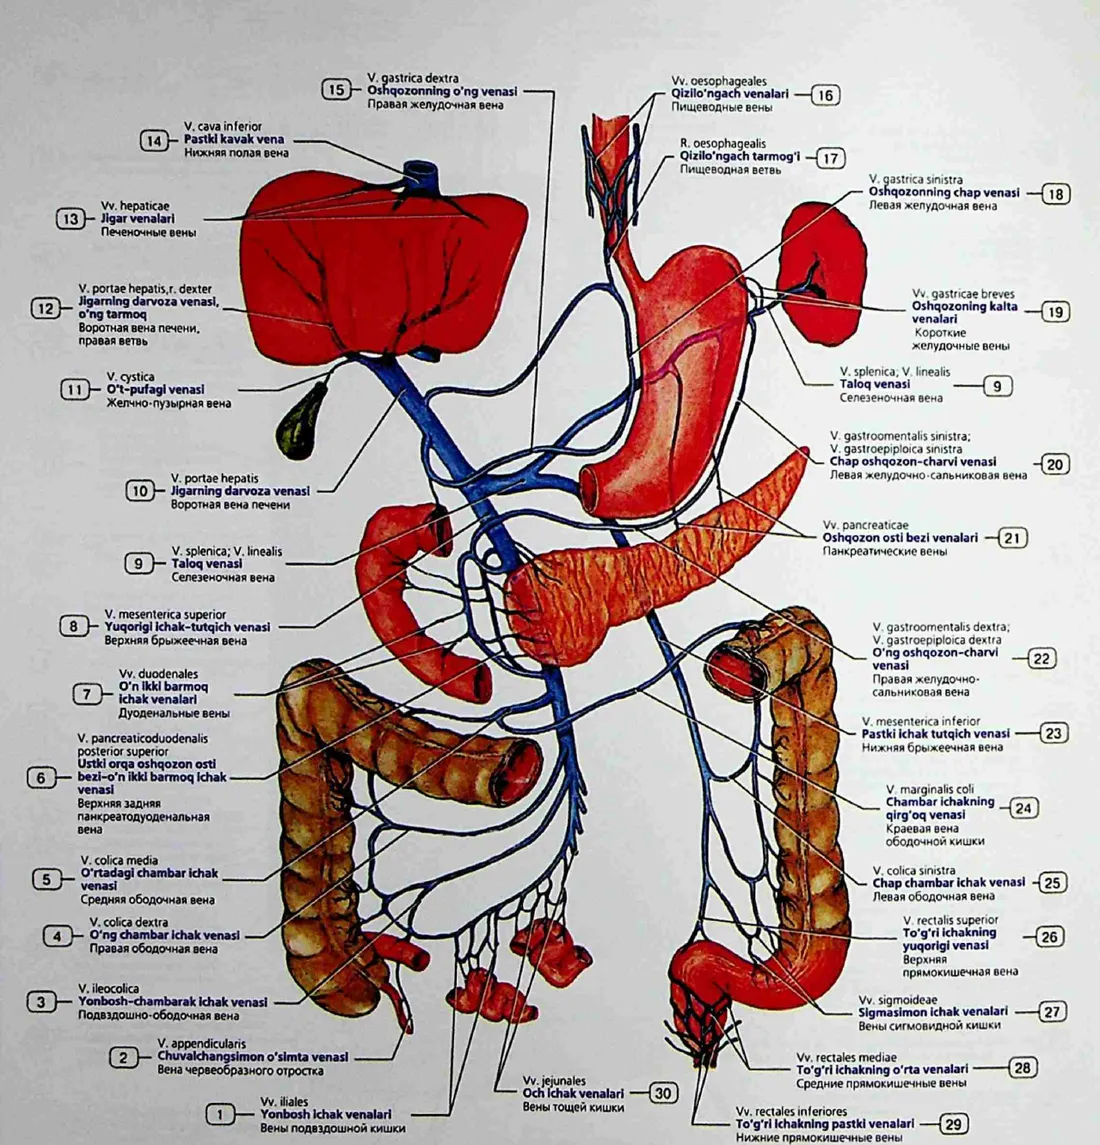 15
V. gastrica dextra
Oshqozonning o'ng venasi
Правая желудочная вена
14
V. cava inferior
Pastki kavak vena
Нижняя полая вена
13
Vv. hepaticae
Jigar venalari
Печеночные вены
12
V. portae hepatis,r. dexter
Jigarning darvoza venasi,
o'ng tarmoq
Воротная вена печени,
правая ветвь
11
V. cystica
O't-pufagi venasi
Желчно-пузырная вена
10
V. portae hepatis
Jigarning darvoza venasi
Воротная вена печени
9
V. splenica; V. linealis
Taloq venasi
Селезеночная вена
8
V. mesenterica superior
Yuqorigi ichak-tutqich venasi
Верхняя брыжеечная вена
7
Vv. duodenales
O'n ikki barmoq
ichak venalari
Дуоденальные вены
6
V. pancreaticoduodenalis
posterior superior
Ustki orqa oshqozon osti
bezi-o'n ikki barmoq ichak
venasi
Верхняя задняя
панкреатодуоденальная
вена
5
V. colica media
O'rtadagi chambar ichak
venasi
Средняя ободочная вена
4
V. colica dextra
O'ng chambar ichak venasi
Правая ободочная вена
3
V. ileocolica
Yonbosh-chambarak ichak venasi
Подвздошно-ободочная вена
2
V. appendicularis
Chuvalchangsimon o'simta venasi
Вена червеобразного отростка
1
Vv. iliales
Yonbosh ichak venalari
Вены подвздошной кишки
16
Vv. oesophageales
Qizilo'ngach venalari
Пищеводные вены
17
R. oesophagealis
Qizilo'ngach tarmog'i
Пищеводная ветвь
18
V. gastrica sinistra
Oshqozonning chap venasi
Левая желудочная вена
19
Vv. gastricae breves
Oshqozoning kalta
venalari
Короткие
желудочные вены
9
V. splenica; V. linealis
Taloq venasi
Селезеночная вена
20
V. gastroomentalis sinistra;
V. gastroepiploica sinistra
Chap oshqozon-charvi venasi
Левая желудочно-сальниковая вена
21
Vv. pancreaticae
Oshqozon osti bezi venalari
Панкреатические вены
22
V. gastroomentalis dextra;
V. gastroepiploica dextra
O'ng oshqozon-charvi
venasi
Правая желудочно-
сальниковая вена
23
V. mesenterica inferior
Pastki ichak tutqich venasi
Нижняя брыжеечная вена
24
V. marginalis coli
Chambar ichakning
qirg'oq venasi
Краевая вена
ободочной кишки
25
V. colica sinistra
Chap chambar ichak venasi
Левая ободочная вена
26
V. rectalis superior
To'g'ri ichakning
yuqorigi venasi
Верхняя
прямокишечная вена
27
Vv. sigmoideae
Sigmasimon ichak venalari
Вены сигмовидной кишки
28
Vv. rectales mediae
To'g'ri ichakning o'rta venalari
Средние прямокишечные вены
29
Vv. rectales inferiores
To'g'ri ichakning pastki venalari
Нижние прямокишечные вены
30
Vv. jejunales
Och ichak venalari
Вены тощей кишки